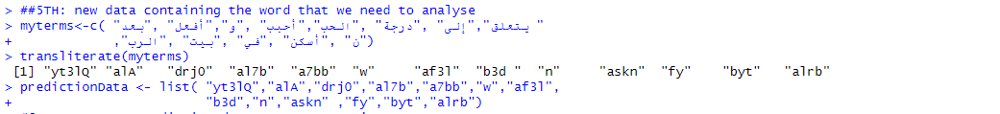 > ##5TH: new data containing the word that we need to analyse
> myterms<-c( "يتعلق","إلى" ,"درجة" ,"الحب","أحبب" ,"و","أفعل" ,"بعد "
+ ,"ن" ,"أسكن" ,"في" ,"بيت" ,"الرب")
> transliterate(myterms)
[1] "yt3lQ" "alA" "drj0" "al7b" "a7bb" "w" "af3l" "b3d " "n" "askn" "fy" "byt" "alrb"
> predictionData <- list( "yt3lQ","alA","drj0","al7b","a7bb","w","af3l",
+ "b3d","n","askn" ,"fy","byt","alrb")